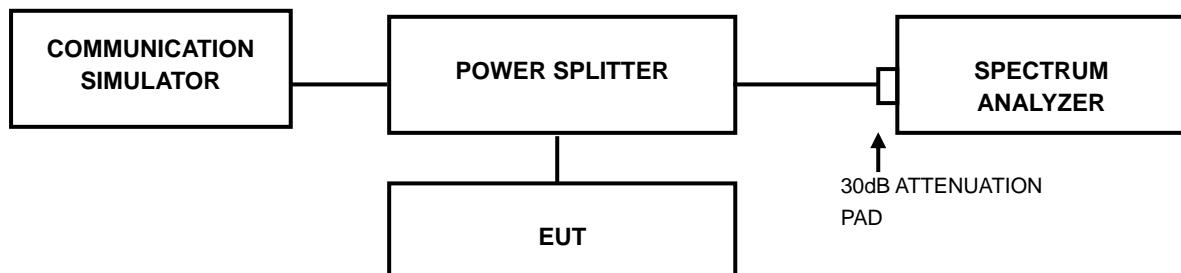 COMMUNICATION
SIMULATOR
POWER SPLITTER
SPECTRUM
ANALYZER
30dB ATTENUATION
PAD
EUT